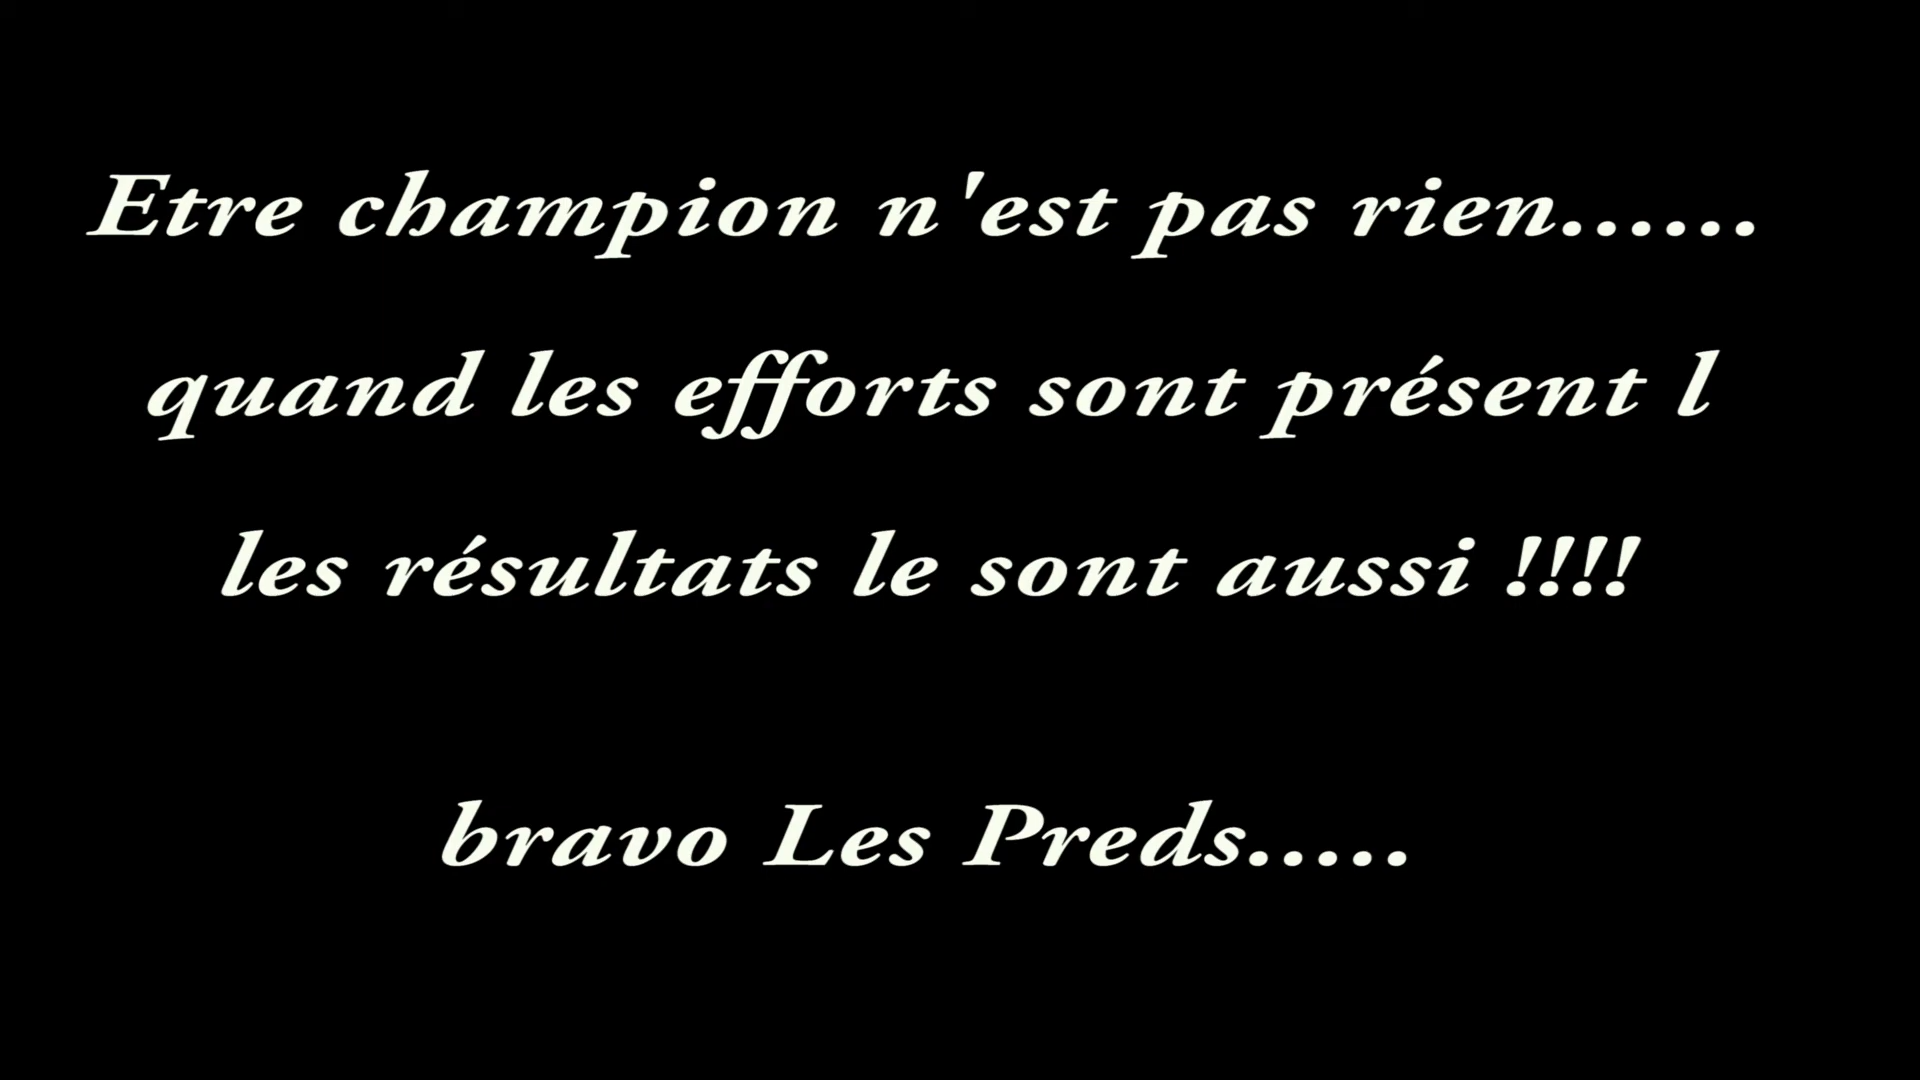 Etre champion n'est pas rien......
quand les efforts sont présent l
les résultats le sont aussi !!!!
bravo Les Preds.....